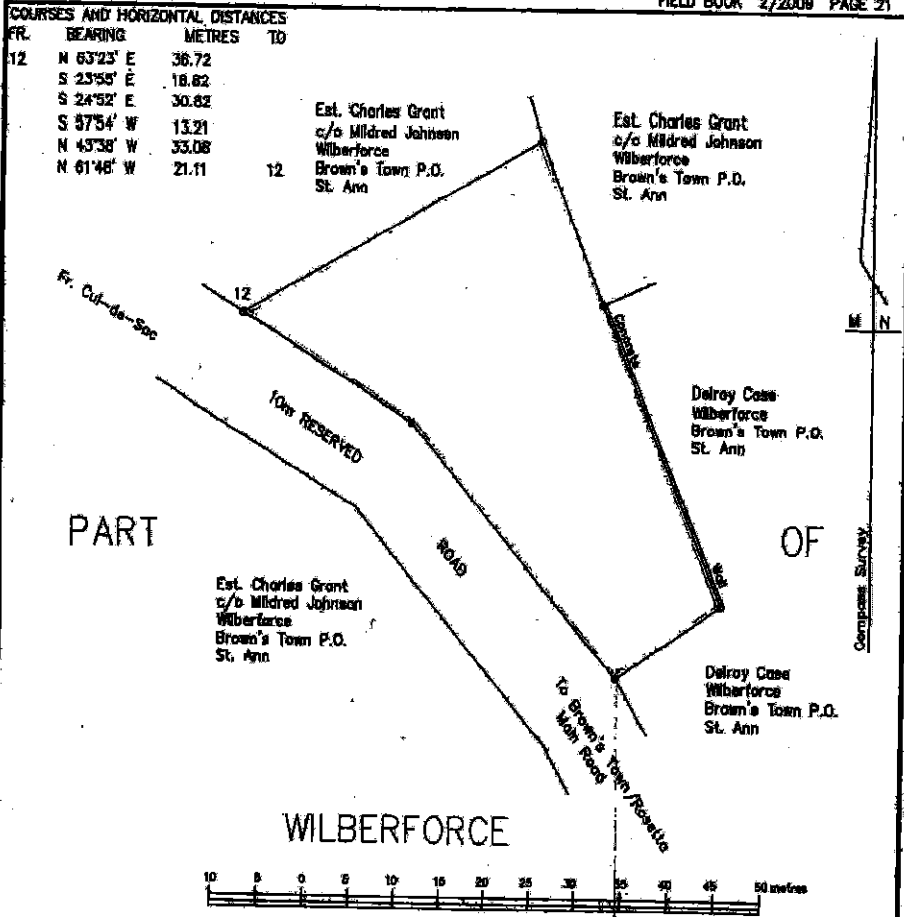 FIELD BOOK 2/2009 PAGE 21
COURSES AND HORIZONTAL DISTANCES
FR. BEARING METRES TO
12 N 63°23' E 36.72
S 23°55' E 18.62
S 24°52' E 30.82
S 57°54' W 13.21
N 43°38' W 33.08
N 61°46' W 21.11 12
Est. Charles Grant
c/o Mildred Johnson
Wilberforce
Brown's Town P.O.
St. Ann
Est. Charles Grant
c/o Mildred Johnson
Wilberforce
Brown's Town P.O.
St. Ann
Fr. Cul-de-Sac
12
M N
Concrete
10m RESERVED
Delroy Case
Wilberforce
Brown's Town P.O.
St. Ann
PART
ROAD
OF
Wall
Compass Survey
Est. Charles Grant
c/o Mildred Johnson
Wilberforce
Brown's Town P.O.
St. Ann
Delroy Case
Wilberforce
Brown's Town P.O.
St. Ann
To Brown's Town/Rosetta
Main Road
WILBERFORCE
10 5 0 5 10 15 20 25 30 35 40 45 50 metres